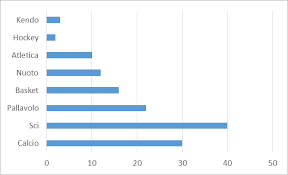 Kendo
Hockey
Atletica
Nuoto
Basket
Pallavolo
Sci
Calcio
0 10 20 30 40 50